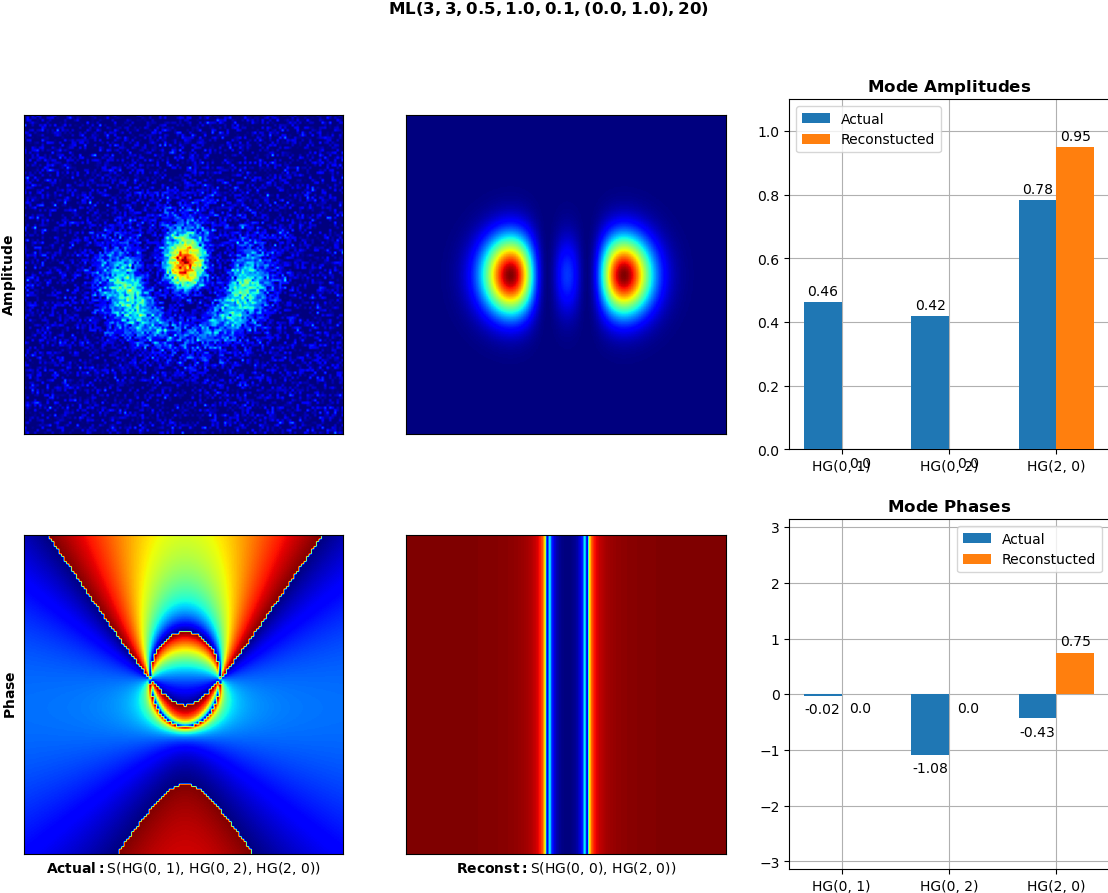 ML(3, 3, 0.5, 1.0, 0.1, (0.0, 1.0), 20)
Amplitude
Mode Amplitudes
Actual
Reconstucted
1.0
0.8
0.6
0.4
0.2
0.0
0.46
0.42
0.78
0.95
0.0
0.0
HG(0, 1)
HG(0, 2)
HG(2, 0)
Phase
Actual: S(HG(0, 1), HG(0, 2), HG(2, 0))
Reconst: S(HG(0, 0), HG(2, 0))
Mode Phases
Actual
Reconstucted
3
2
1
0
−1
−2
−3
-0.02
0.0
-1.08
0.0
-0.43
0.75
HG(0, 1)
HG(0, 2)
HG(2, 0)